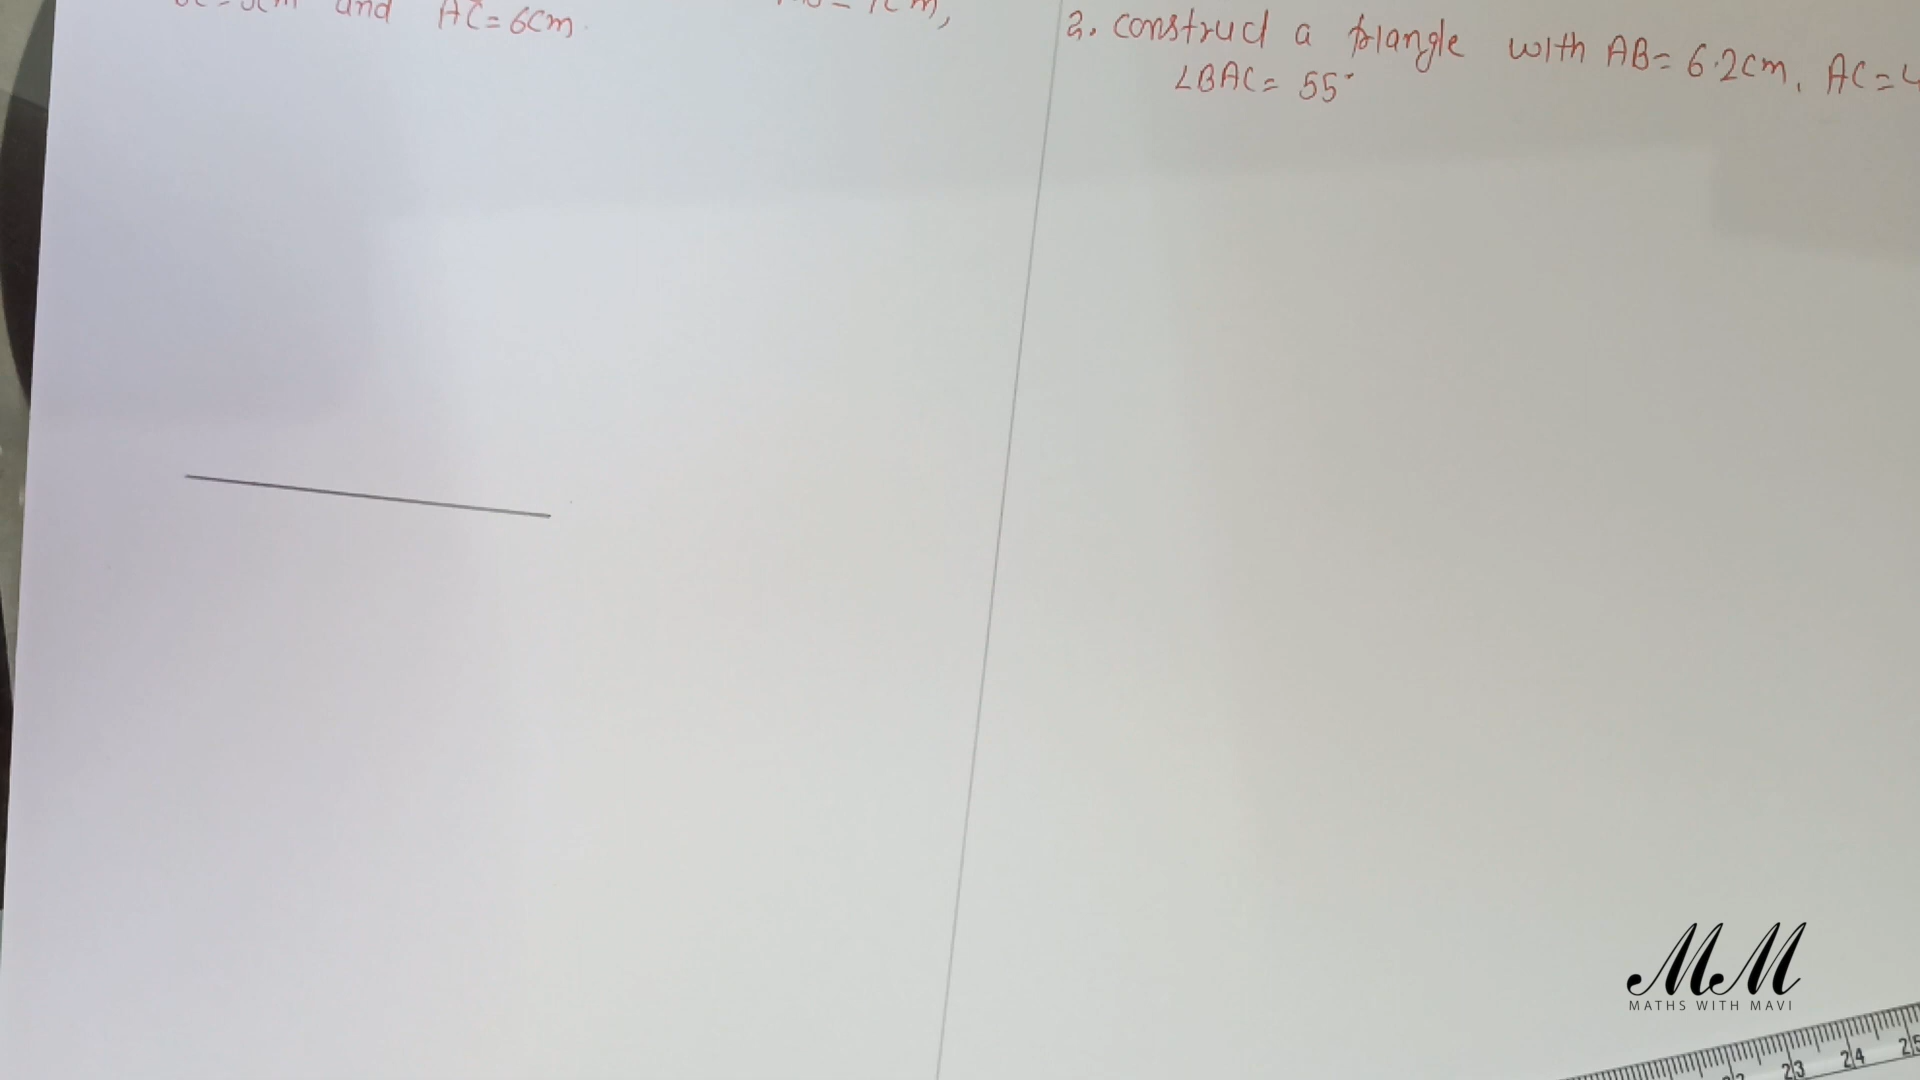 and AC = 6cm
2. construct a triangle with AB = 6.2cm, AC =
∠BAC = 55°
MM
MATHS WITH MAVI
23 24 25